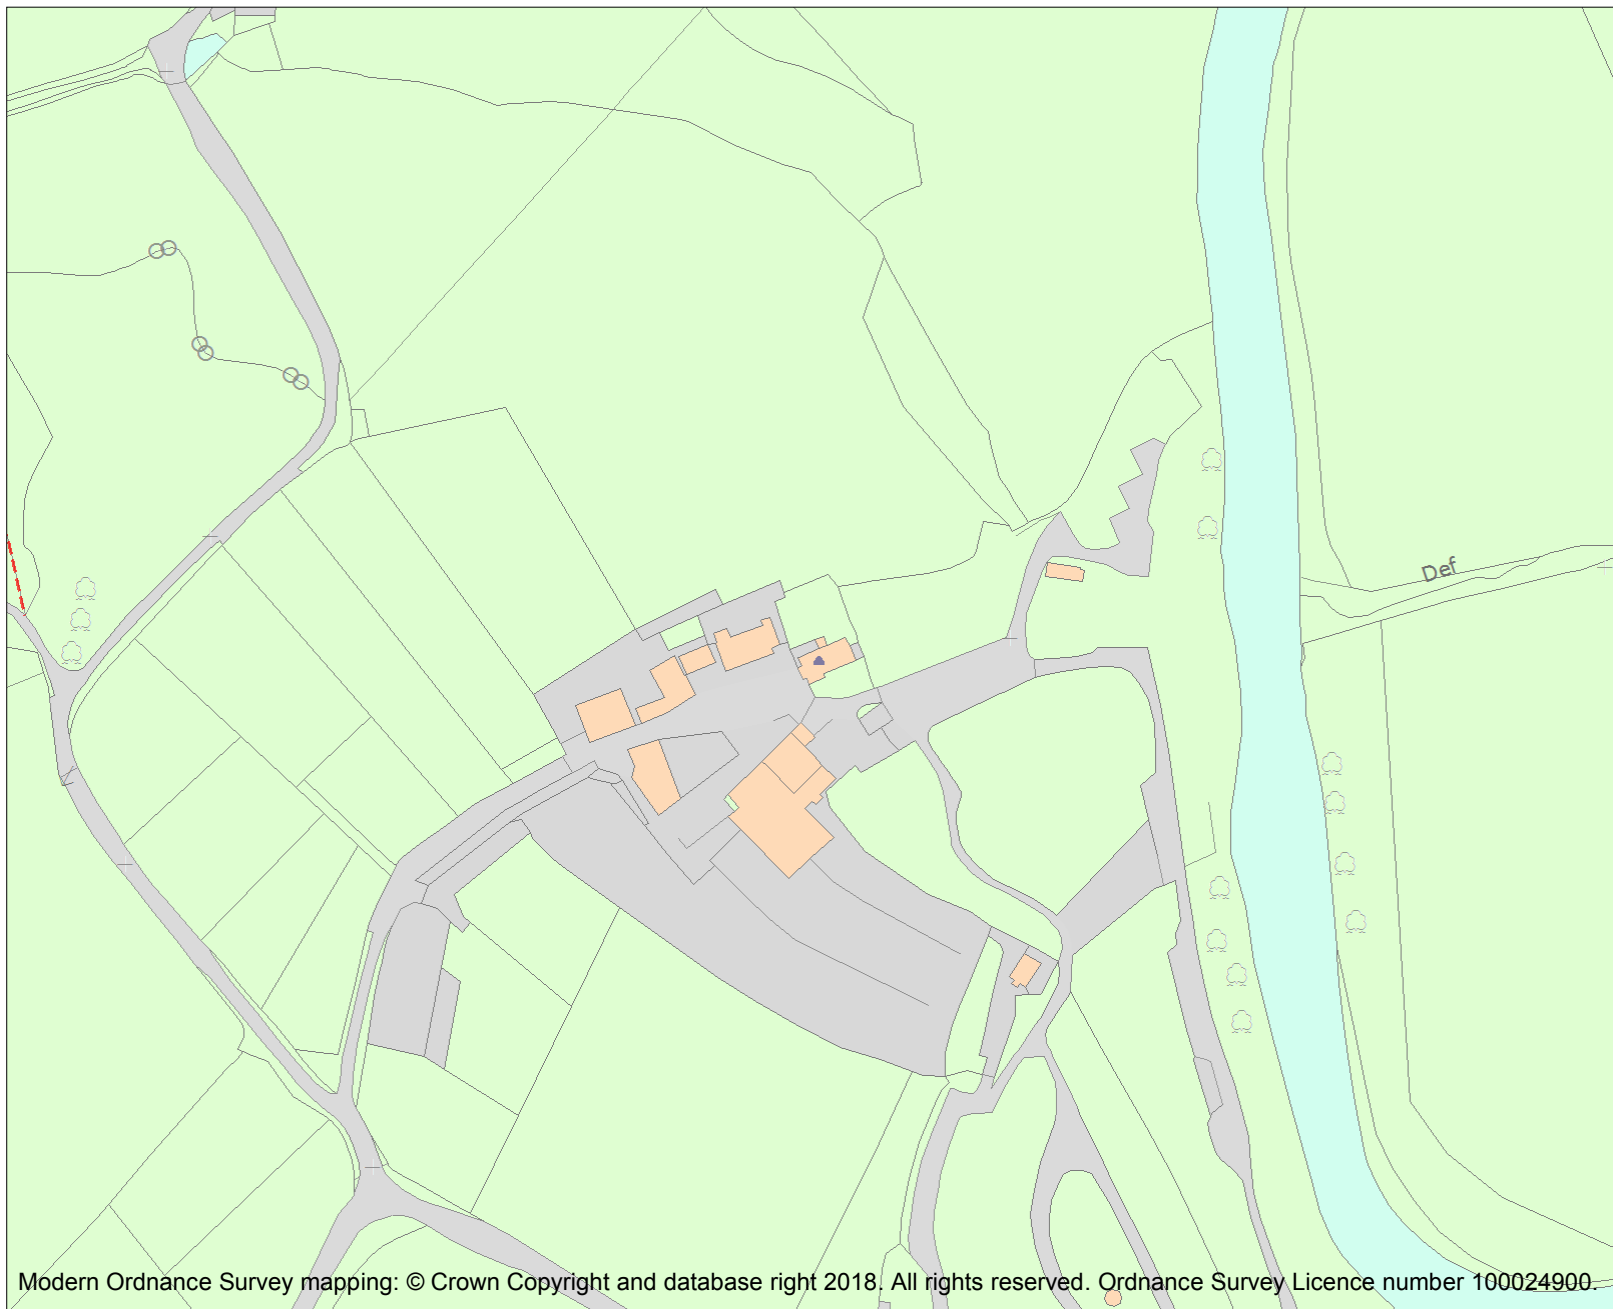 Def
Modern Ordnance Survey mapping: © Crown Copyright and database right 2018. All rights reserved. Ordnance Survey Licence number 100024900.